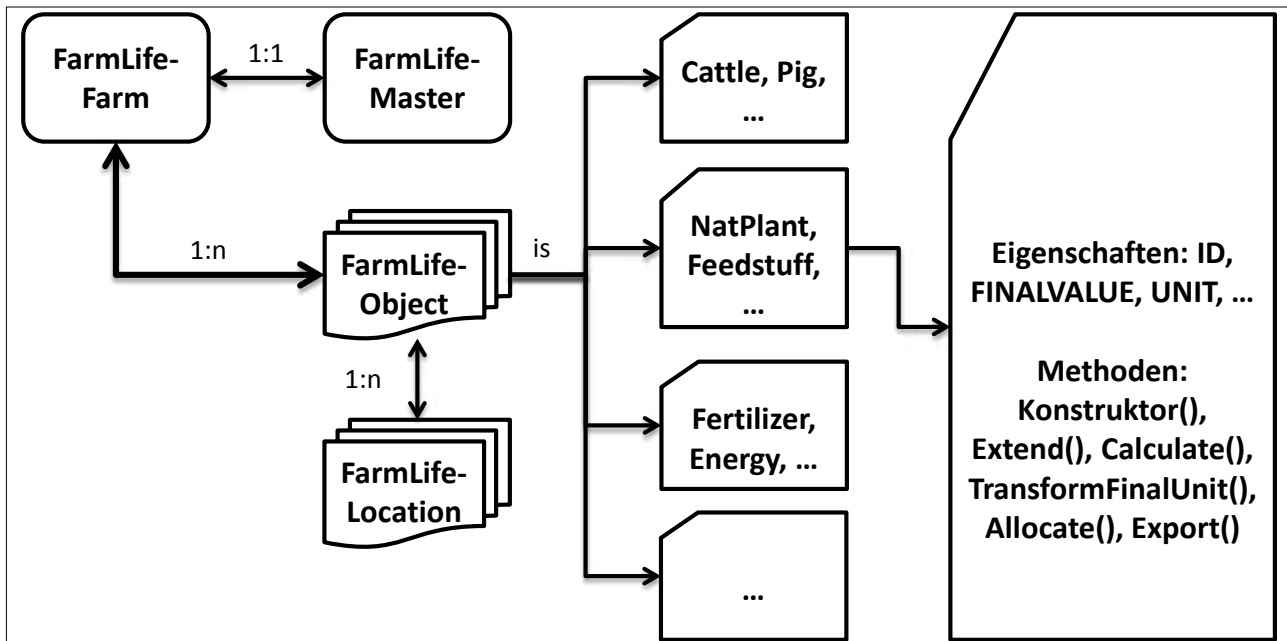 FarmLife-
Farm
1:1
FarmLife-
Master
1:n
FarmLife-
Object
is
1:n
FarmLife-
Location
Cattle, Pig,
...
NatPlant,
Feedstuff,
...
Fertilizer,
Energy, ...
...
Eigenschaften: ID,
FINALVALUE, UNIT, ...
Methoden:
Konstruktor(),
Extend(), Calculate(),
TransformFinalUnit(),
Allocate(), Export()